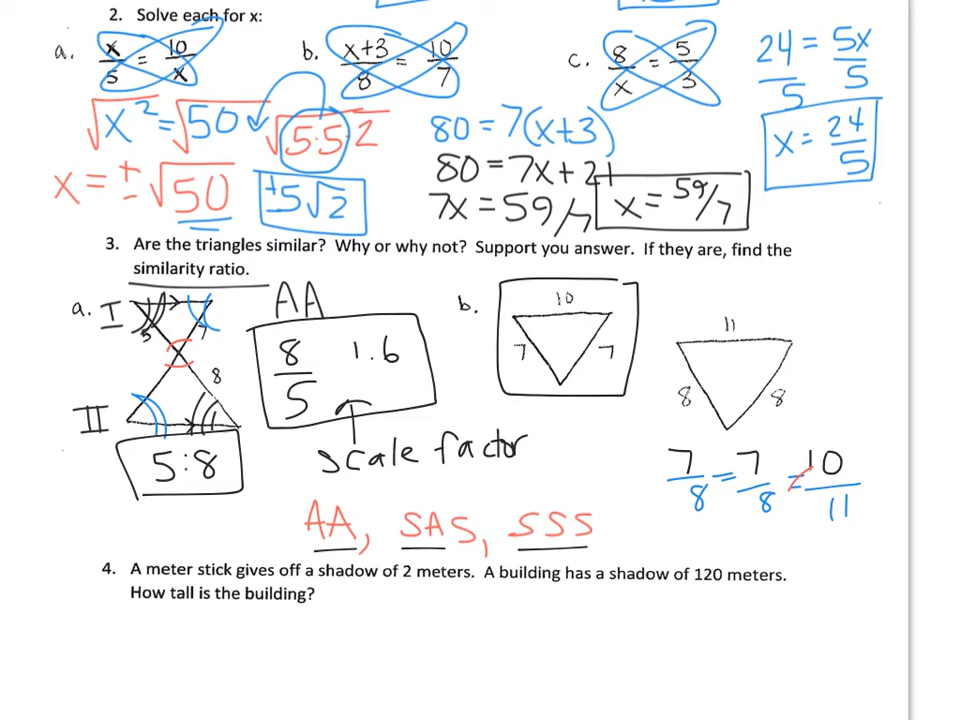 2. Solve each for x:
a. x/5 = 10/x
b. x+3/8 = 10/7
c. 8/x = 5/3
24/5 = 5x/5
x = 24/5
√x² = √50 √5·5·2
x = ±√50 ±5√2
80 = 7(x+3)
80 = 7x + 21
7x = 59/7 x = 59/7
3. Are the triangles similar? Why or why not? Support you answer. If they are, find the
similarity ratio.
a. I
5 7
8
II
5:8
AA
8/5 1.6
scale factor
b. 10
7 7
11
8 8
7/8 = 7/8 ≠ 10/11
AA, SAS, SSS
4. A meter stick gives off a shadow of 2 meters. A building has a shadow of 120 meters.
How tall is the building?